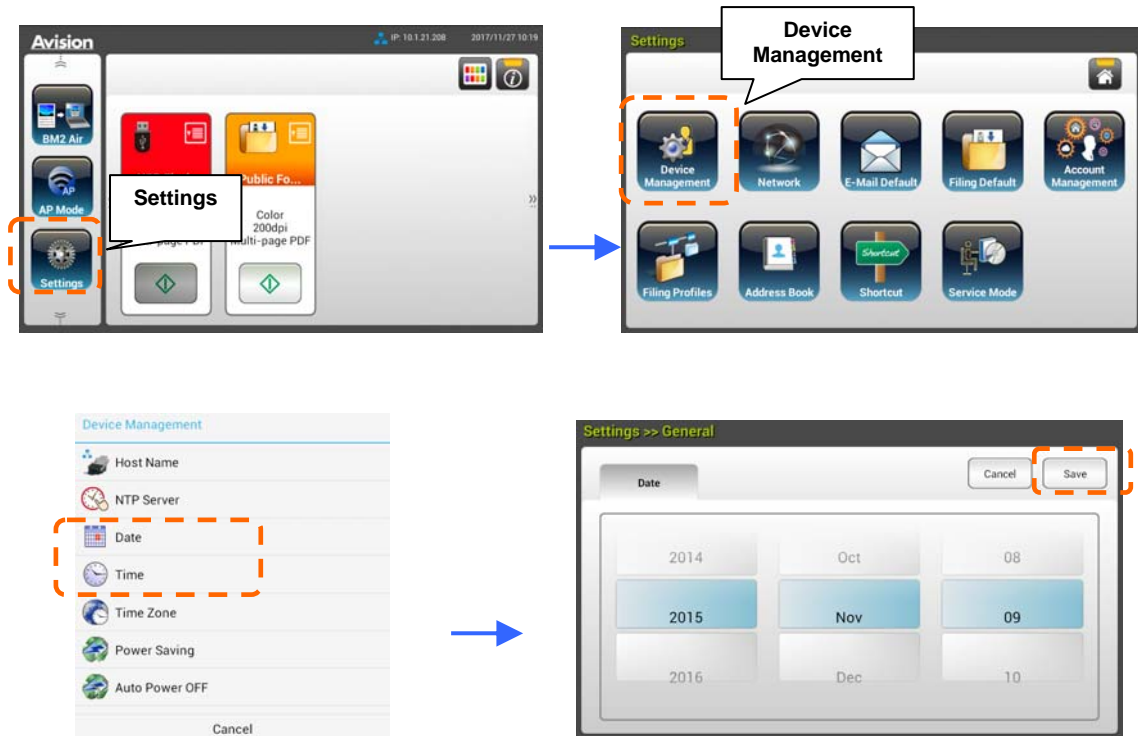 Avision
IP: 10.1.21.208
2017/11/27 10:19
BM2 Air
AP
AP Mode
Settings
Settings
Public Fo...
Color
200dpi
Multi-page PDF
Settings
Device
Management
Device
Management
Network
E-Mail Default
Filing Default
Account
Management
Filing Profiles
Address Book
Shortcut
Shortcut
Service Mode
Device Management
Host Name
NTP Server
Date
Time
Time Zone
Power Saving
Auto Power OFF
Cancel
Settings >> General
Date
Cancel
Save
2014 Oct 08
2015 Nov 09
2016 Dec 10